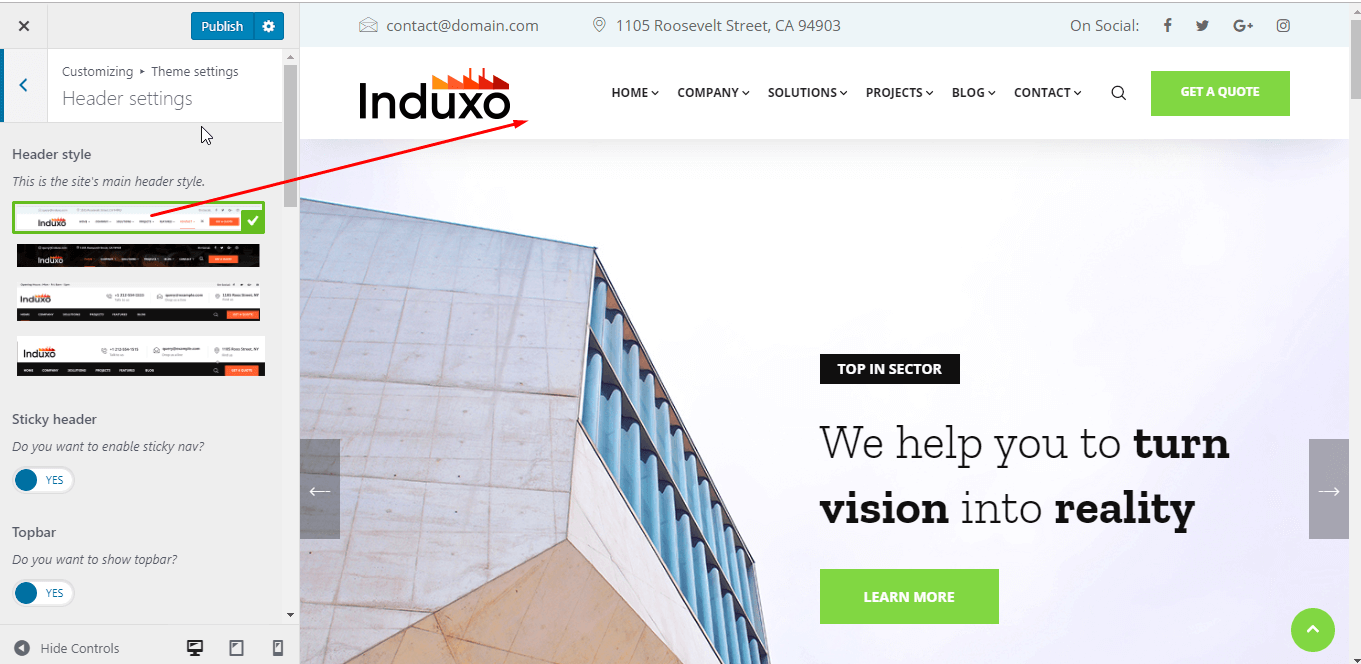 Publish
Customizing ▸ Theme settings
Header settings
Header style
This is the site's main header style.
Induxo
Induxo
Induxo
Induxo
Sticky header
Do you want to enable sticky nav?
YES
Topbar
Do you want to show topbar?
YES
Hide Controls
contact@domain.com 1105 Roosevelt Street, CA 94903 On Social:
Induxo HOME COMPANY SOLUTIONS PROJECTS BLOG CONTACT GET A QUOTE
TOP IN SECTOR
We help you to turn
vision into reality
LEARN MORE